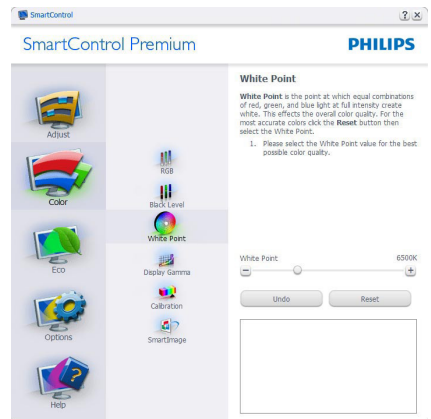 SmartControl
SmartControl Premium
PHILIPS
Adjust
Color
Eco
Options
Help
RGB
Black Level
White Point
Display Gamma
Calibration
SmartImage
White Point
White Point is the point at which equal combinations
of red, green, and blue light at full intensity create
white. This effects the overall color quality. For the
most accurate colors click the Reset button then
select the White Point.
1. Please select the White Point value for the best
possible color quality.
White Point 6500K
Undo Reset